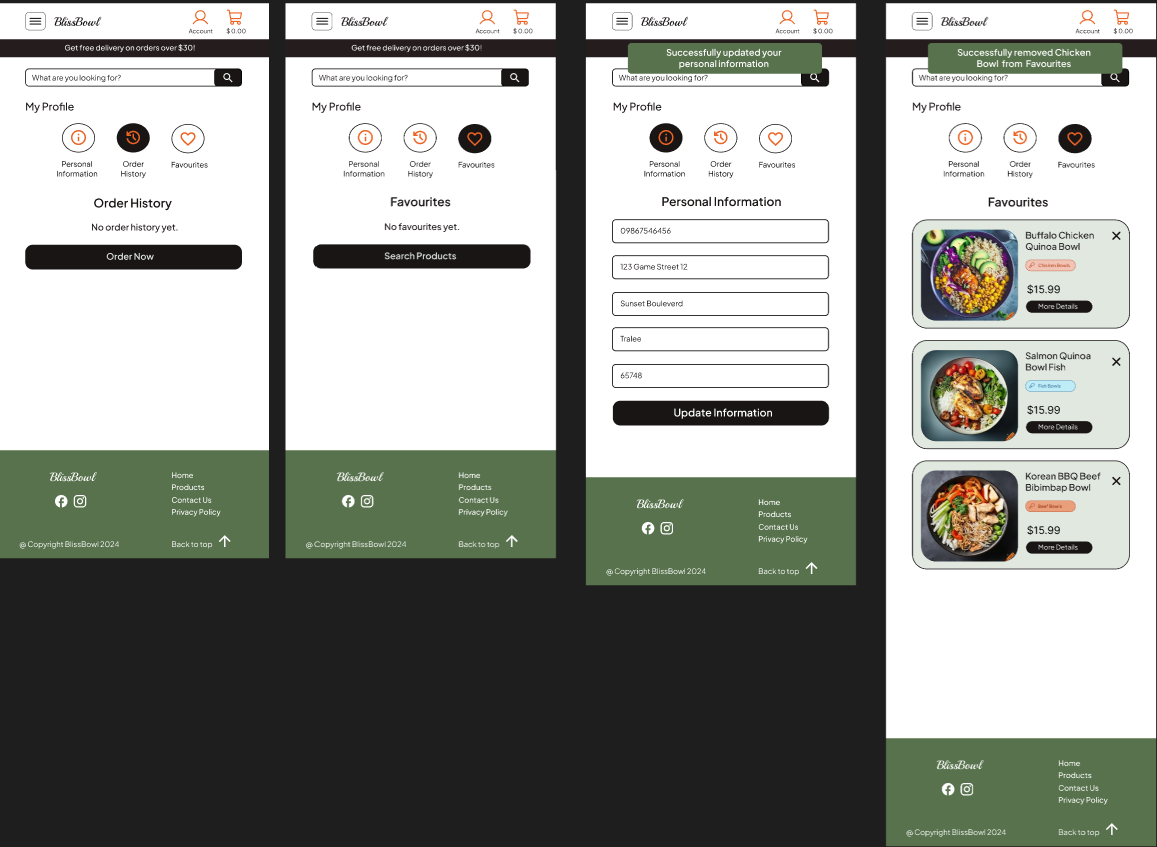 BlissBowl
Account
$ 0.00
Get free delivery on orders over $30!
What are you looking for?
My Profile
Personal
Information
Order
History
Favourites
Order History
No order history yet.
Order Now
BlissBowl
Home
Products
Contact Us
Privacy Policy
@ Copyright BlissBowl 2024
Back to top
BlissBowl
Account
$ 0.00
Get free delivery on orders over $30!
What are you looking for?
My Profile
Personal
Information
Order
History
Favourites
Favourites
No favourites yet.
Search Products
BlissBowl
Home
Products
Contact Us
Privacy Policy
@ Copyright BlissBowl 2024
Back to top
BlissBowl
Account
$ 0.00
Successfully updated your
personal information
What are you looking for?
My Profile
Personal
Information
Order
History
Favourites
Personal Information
09867546456
123 Game Street 12
Sunset Bouleverd
Tralee
65748
Update Information
BlissBowl
Home
Products
Contact Us
Privacy Policy
@ Copyright BlissBowl 2024
Back to top
BlissBowl
Account
$ 0.00
Successfully removed Chicken
Bowl from Favourites
What are you looking for?
My Profile
Personal
Information
Order
History
Favourites
Favourites
Buffalo Chicken
Quinoa Bowl
Chicken Bowls
$15.99
More Details
Salmon Quinoa
Bowl Fish
Fish Bowls
$15.99
More Details
Korean BBQ Beef
Bibimbap Bowl
Beef Bowls
$15.99
More Details
BlissBowl
Home
Products
Contact Us
Privacy Policy
@ Copyright BlissBowl 2024
Back to top